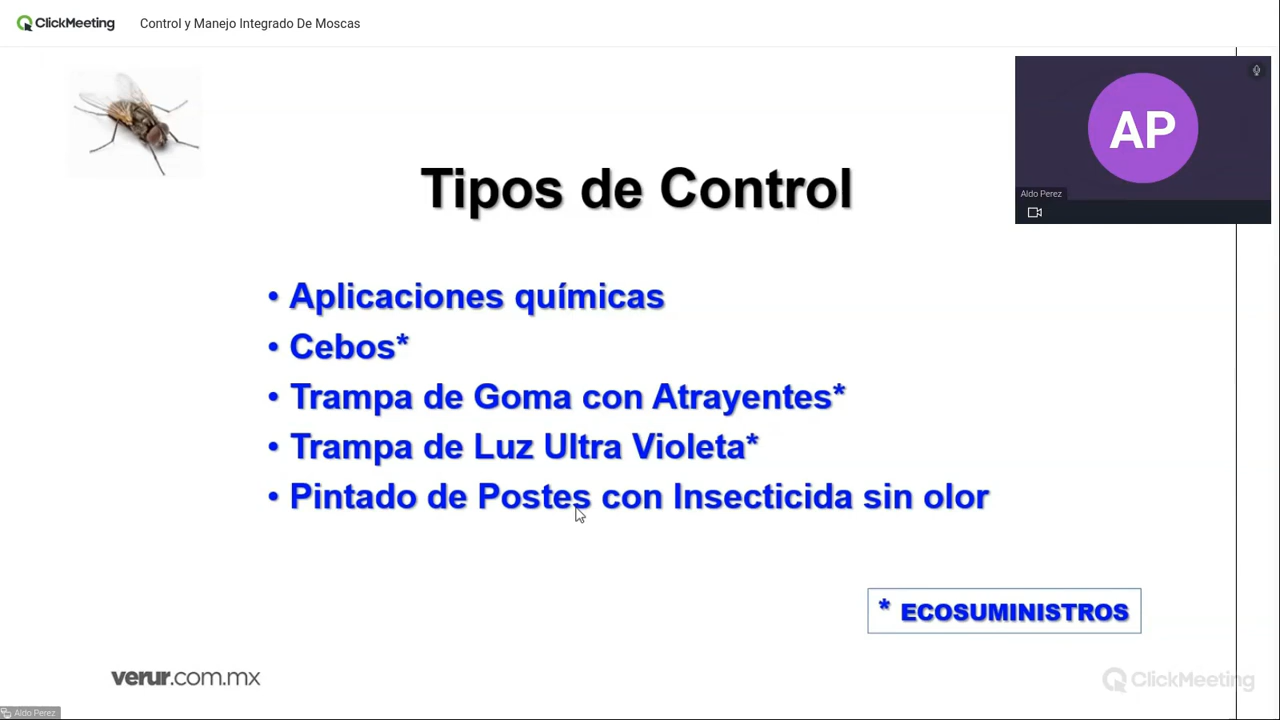 ClickMeeting Control y Manejo Integrado De Moscas
AP
Aldo Perez
Tipos de Control
• Aplicaciones químicas
• Cebos*
• Trampa de Goma con Atrayentes*
• Trampa de Luz Ultra Violeta*
• Pintado de Postes con Insecticida sin olor
* ECOSUMINISTROS
verur.com.mx
ClickMeeting
Aldo Perez